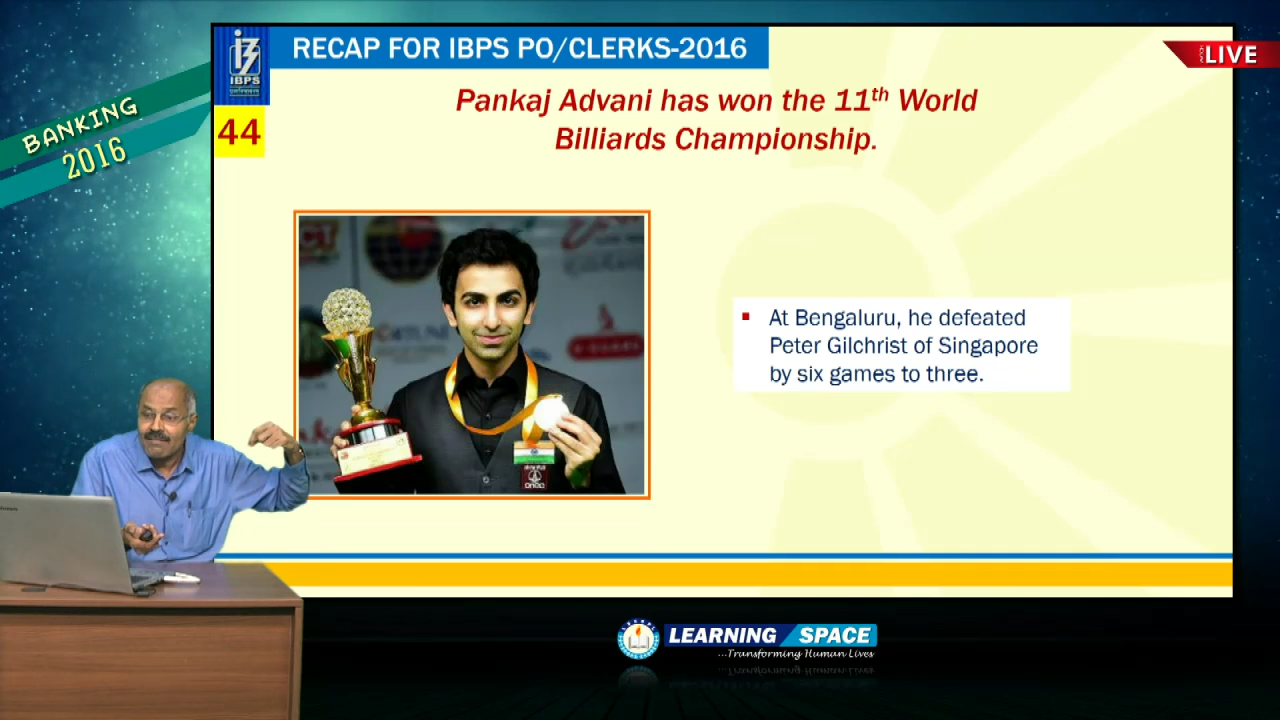 RECAP FOR IBPS PO/CLERKS-2016
IBPS
LIVE
44
Pankaj Advani has won the 11th World
Billiards Championship.
BANKING
2016
At Bengaluru, he defeated
Peter Gilchrist of Singapore
by six games to three.
ONGC
LEARNING SPACE
...Transforming Human Lives